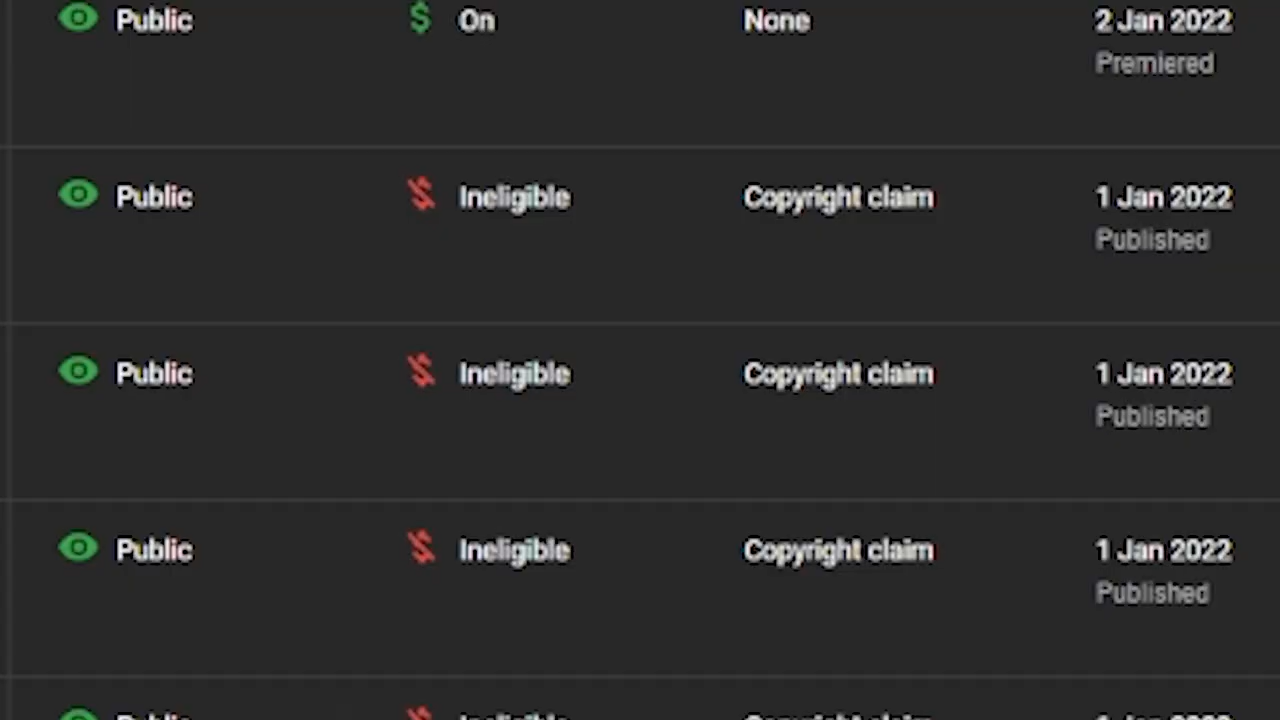 Public $ On None 2 Jan 2022
Premiered
Public Ineligible Copyright claim 1 Jan 2022
Published
Public Ineligible Copyright claim 1 Jan 2022
Published
Public Ineligible Copyright claim 1 Jan 2022
Published